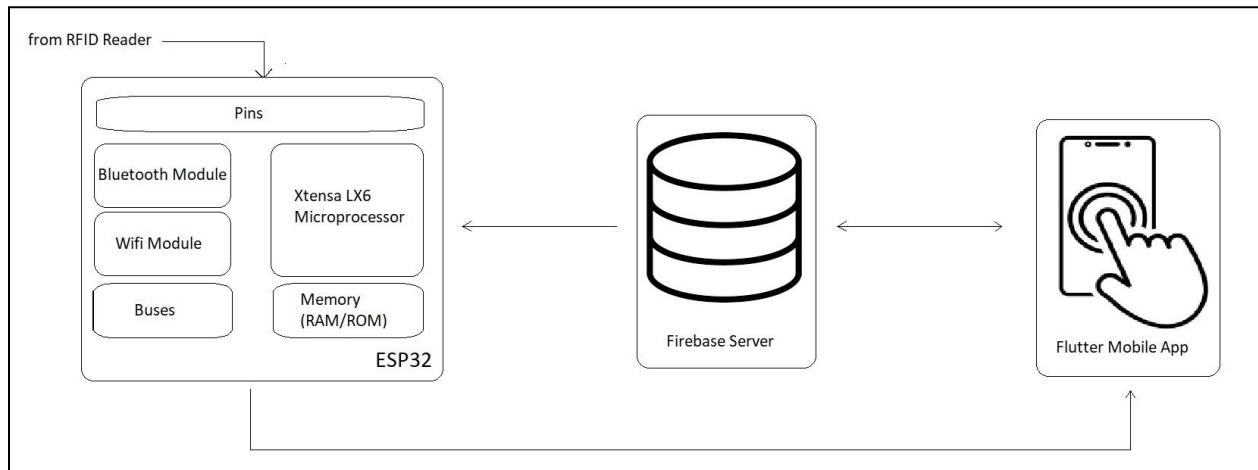 from RFID Reader
Pins
Bluetooth Module
Xtensa LX6
Microprocessor
Wifi Module
Buses
Memory
(RAM/ROM)
ESP32
Firebase Server
Flutter Mobile App